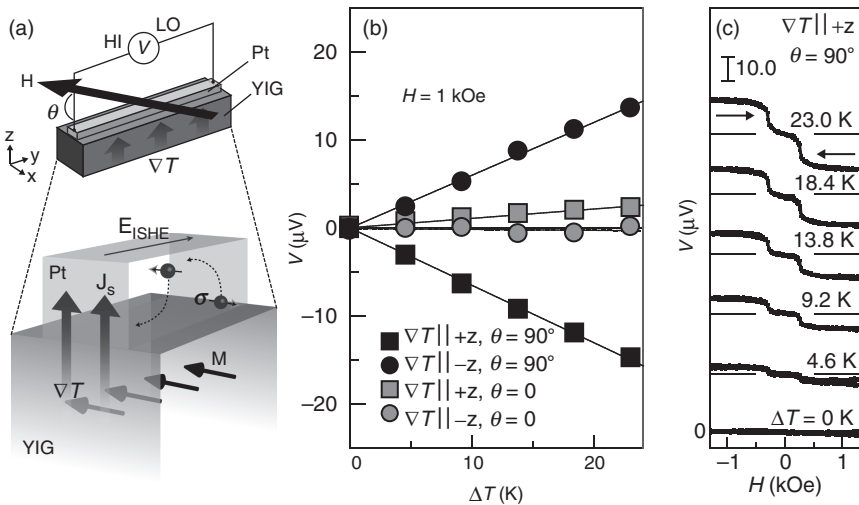 (a)
LO
HI
V
Pt
H
YIG
θ
z
y
x
∇T
E_ISHE
Pt
J_s
σ
M
∇T
YIG
(b)
20
10
0
−10
−20
V (μV)
H = 1 kOe
∇T|| +z, θ = 90°
∇T|| −z, θ = 90°
∇T|| +z, θ = 0
∇T|| −z, θ = 0
0 10 20
ΔT (K)
(c)
∇T|| +z
10.0
θ = 90°
23.0 K
18.4 K
13.8 K
9.2 K
4.6 K
ΔT = 0 K
0
V (μV)
−1 0 1
H (kOe)